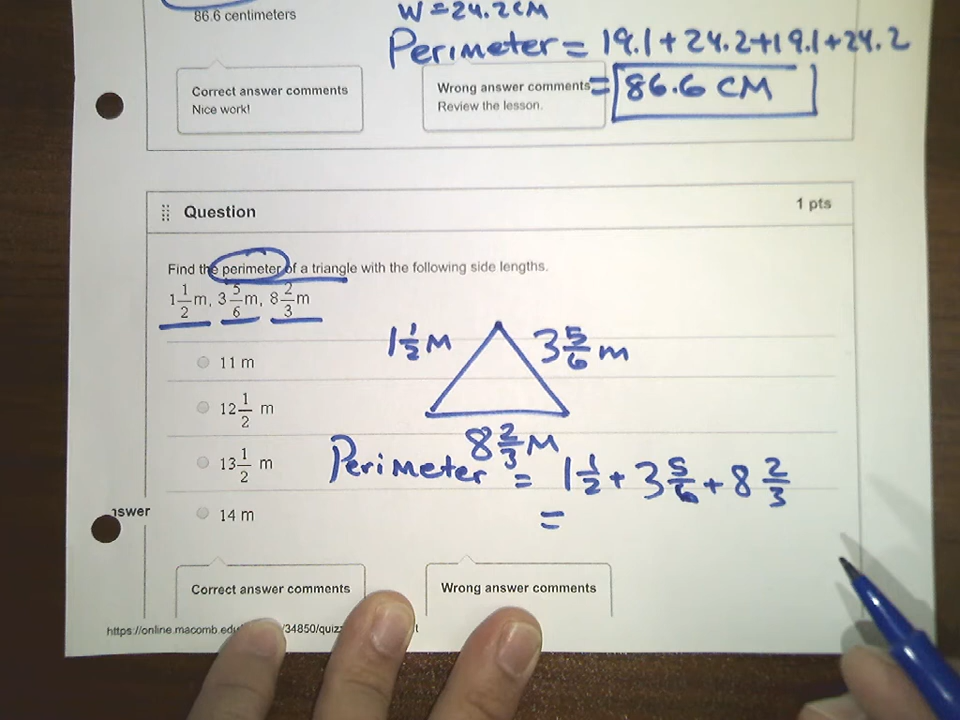 86.6 centimeters
W = 24.2 CM
Perimeter = 19.1 + 24.2 + 19.1 + 24.2
= 86.6 CM
Correct answer comments
Nice work!
Wrong answer comments
Review the lesson.
Question
1 pts
Find the perimeter of a triangle with the following side lengths.
1 1/2 m, 3 5/6 m, 8 2/3 m
1 1/2 M
3 5/6 m
8 2/3 M
11 m
12 1/2 m
13 1/2 m
14 m
Perimeter = 1 1/2 + 3 5/6 + 8 2/3
=
nswer
Correct answer comments
Wrong answer comments
https://online.macomb.edu /34850/quiz t